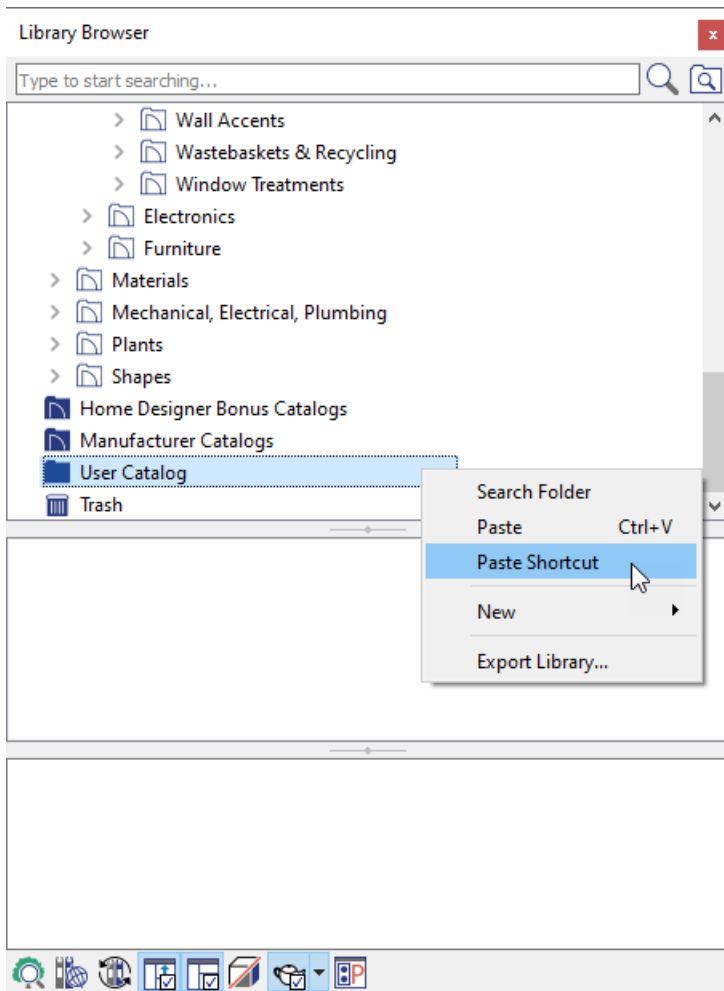 Library Browser
x
Type to start searching...
Wall Accents
Wastebaskets & Recycling
Window Treatments
Electronics
Furniture
Materials
Mechanical, Electrical, Plumbing
Plants
Shapes
Home Designer Bonus Catalogs
Manufacturer Catalogs
User Catalog
Trash
Search Folder
Paste Ctrl+V
Paste Shortcut
New
Export Library...
P